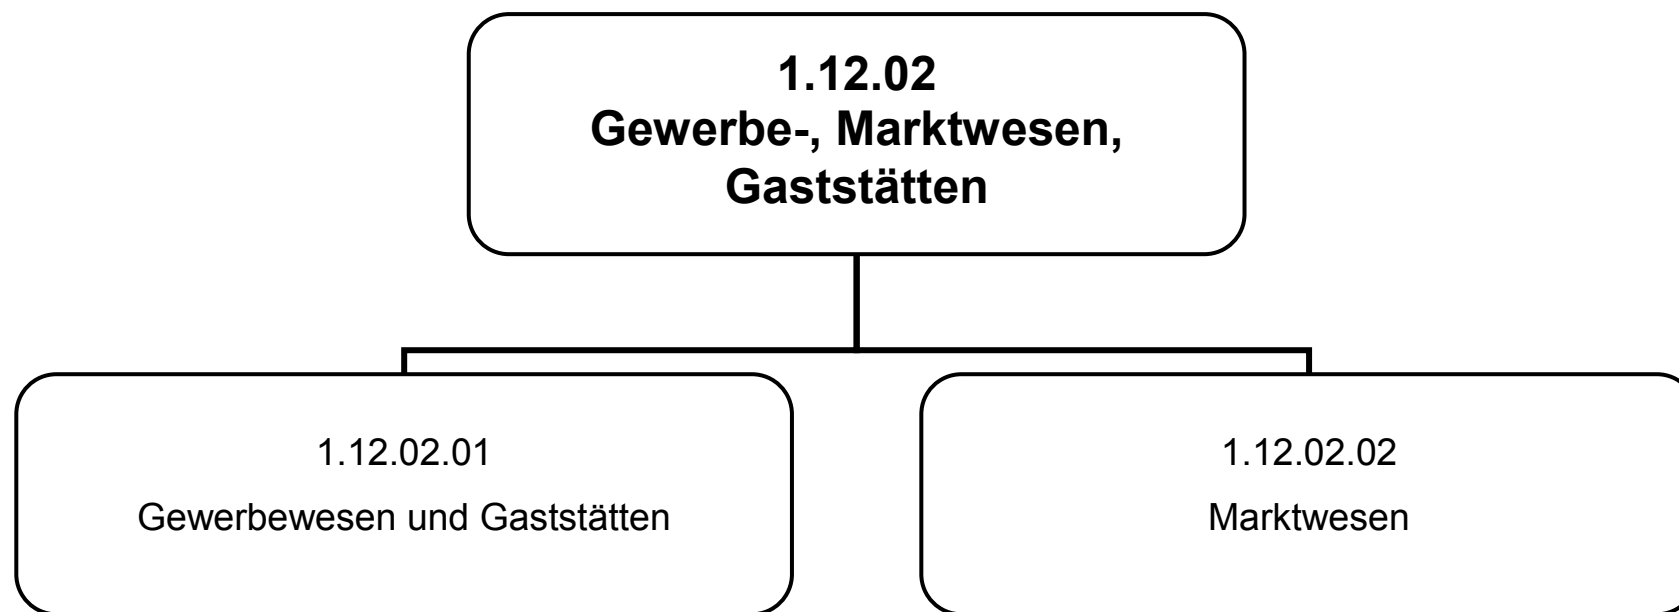 1.12.02
Gewerbe-, Marktwesen,
Gaststätten
1.12.02.01
Gewerbewesen und Gaststätten
1.12.02.02
Marktwesen